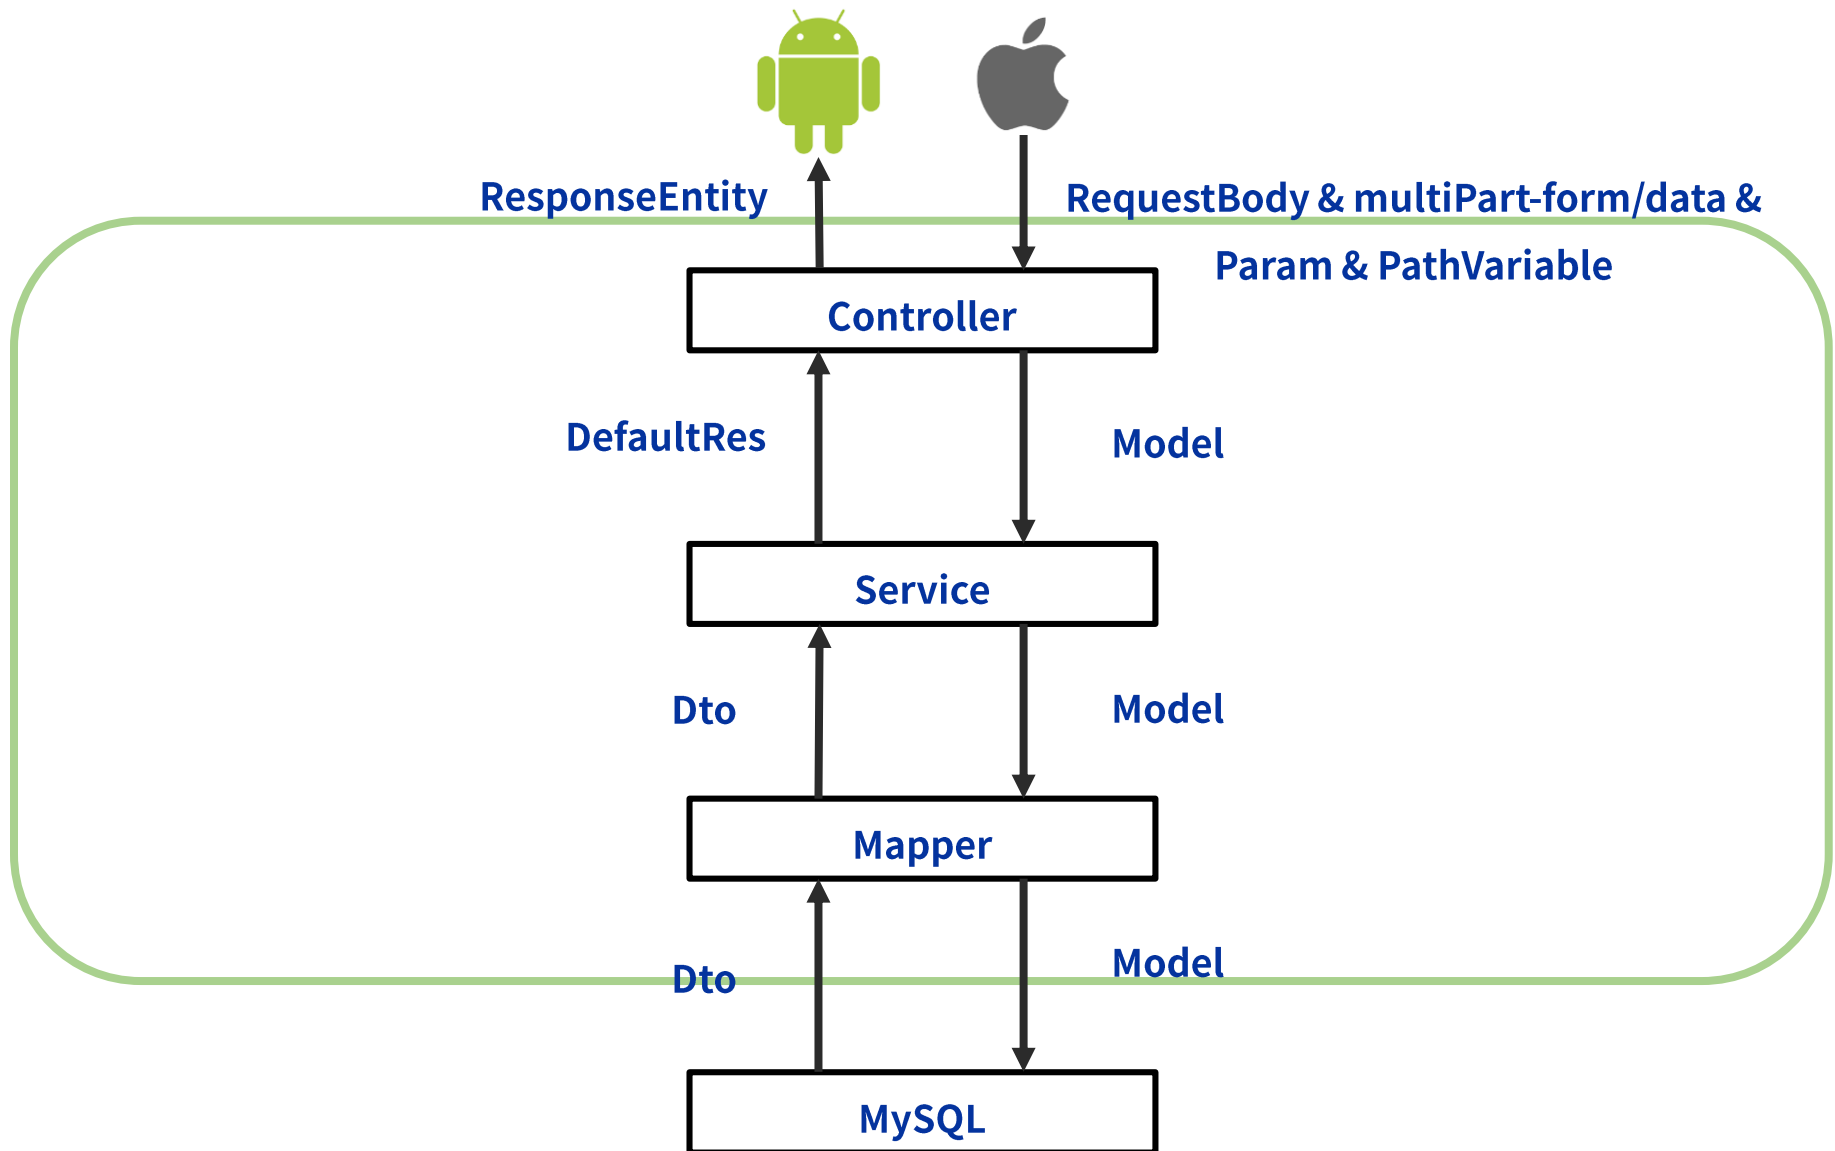 ResponseEntity
RequestBody & multiPart-form/data &
Param & PathVariable
Controller
DefaultRes
Model
Service
Dto
Model
Mapper
Dto
Model
MySQL